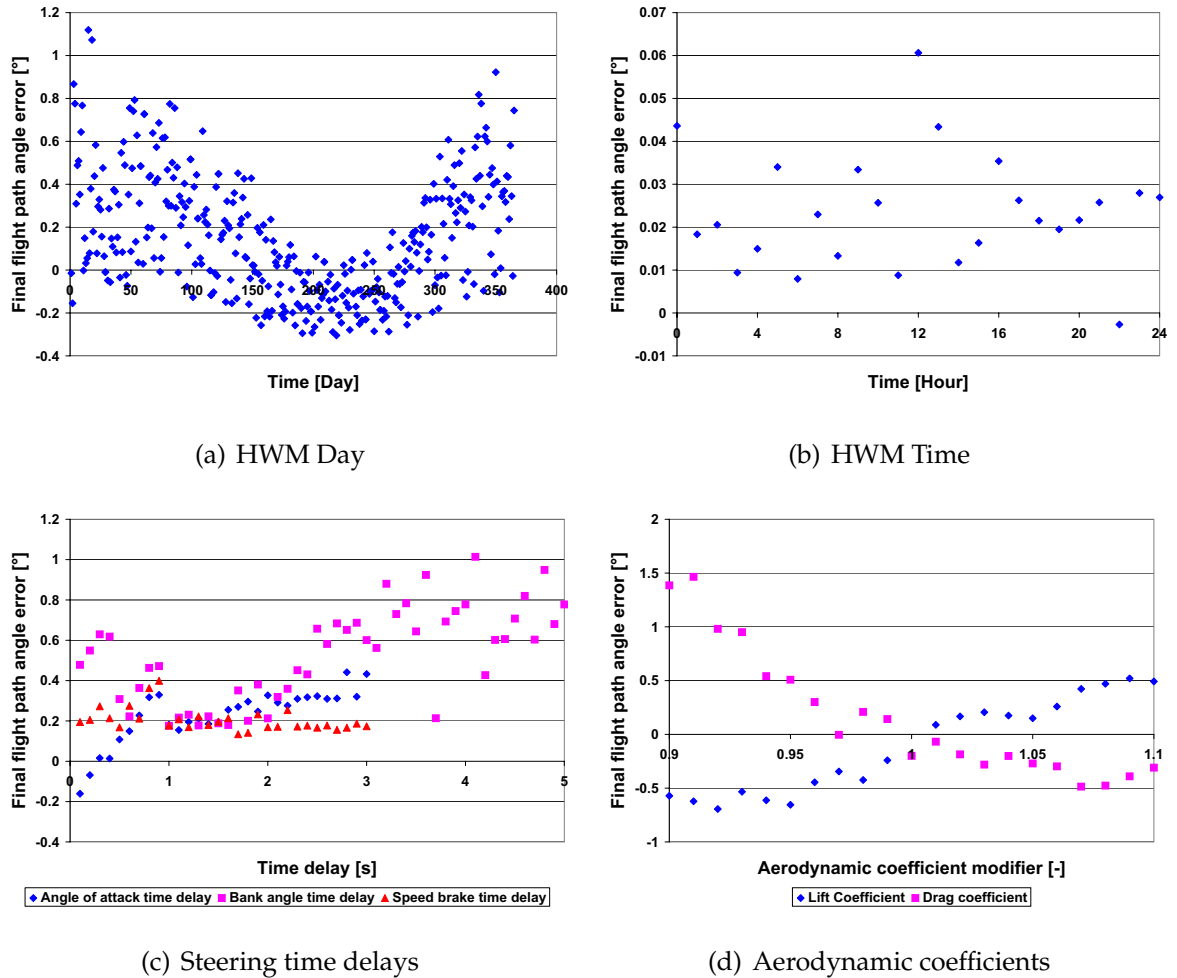 1.2
1
0.8
0.6
0.4
0.2
0
-0.2
-0.4
0 50 100 150 200 250 300 350 400
Final flight path angle error [°]
Time [Day]
(a) HWM Day
0.07
0.06
0.05
0.04
0.03
0.02
0.01
0
-0.01
0 4 8 12 16 20 24
Final flight path angle error [°]
Time [Hour]
(b) HWM Time
1.2
1
0.8
0.6
0.4
0.2
0
-0.2
-0.4
0 1 2 3 4 5
Final flight path angle error [°]
Time delay [s]
Angle of attack time delay Bank angle time delay Speed brake time delay
(c) Steering time delays
2
1.5
1
0.5
0
-0.5
-1
0.9 0.95 1 1.05 1.1
Final flight path angle error [°]
Aerodynamic coefficient modifier [-]
Lift Coefficient Drag coefficient
(d) Aerodynamic coefficients